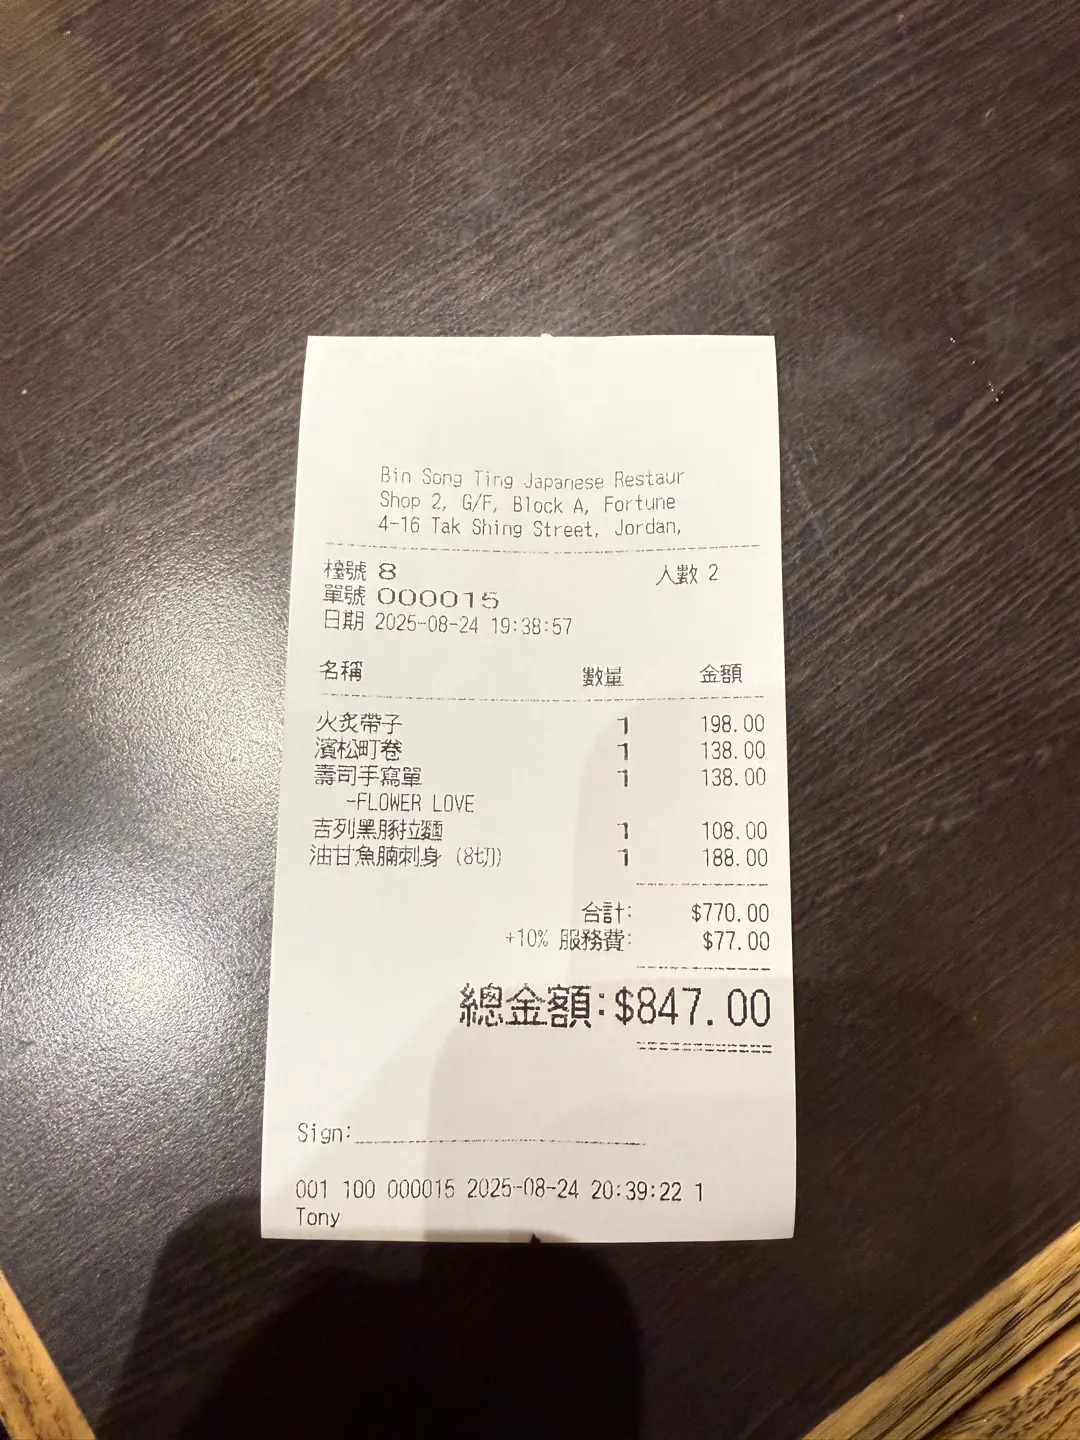 Bin Song Ting Japanese Restaur
Shop 2, G/F, Block A, Fortune
4-16 Tak Shing Street, Jordan,
檯號 8 人數 2
單號 000015
日期 2025-08-24 19:38:57
名稱 數量 金額
火炙帶子 1 198.00
濱松町卷 1 138.00
壽司手寫單 1 138.00
-FLOWER LOVE
吉列黑豚拉麵 1 108.00
油甘魚腩刺身 (8切) 1 188.00
合計: $770.00
+10% 服務費: $77.00
總金額: $847.00
Sign:
001 100 000015 2025-08-24 20:39:22 1
Tony